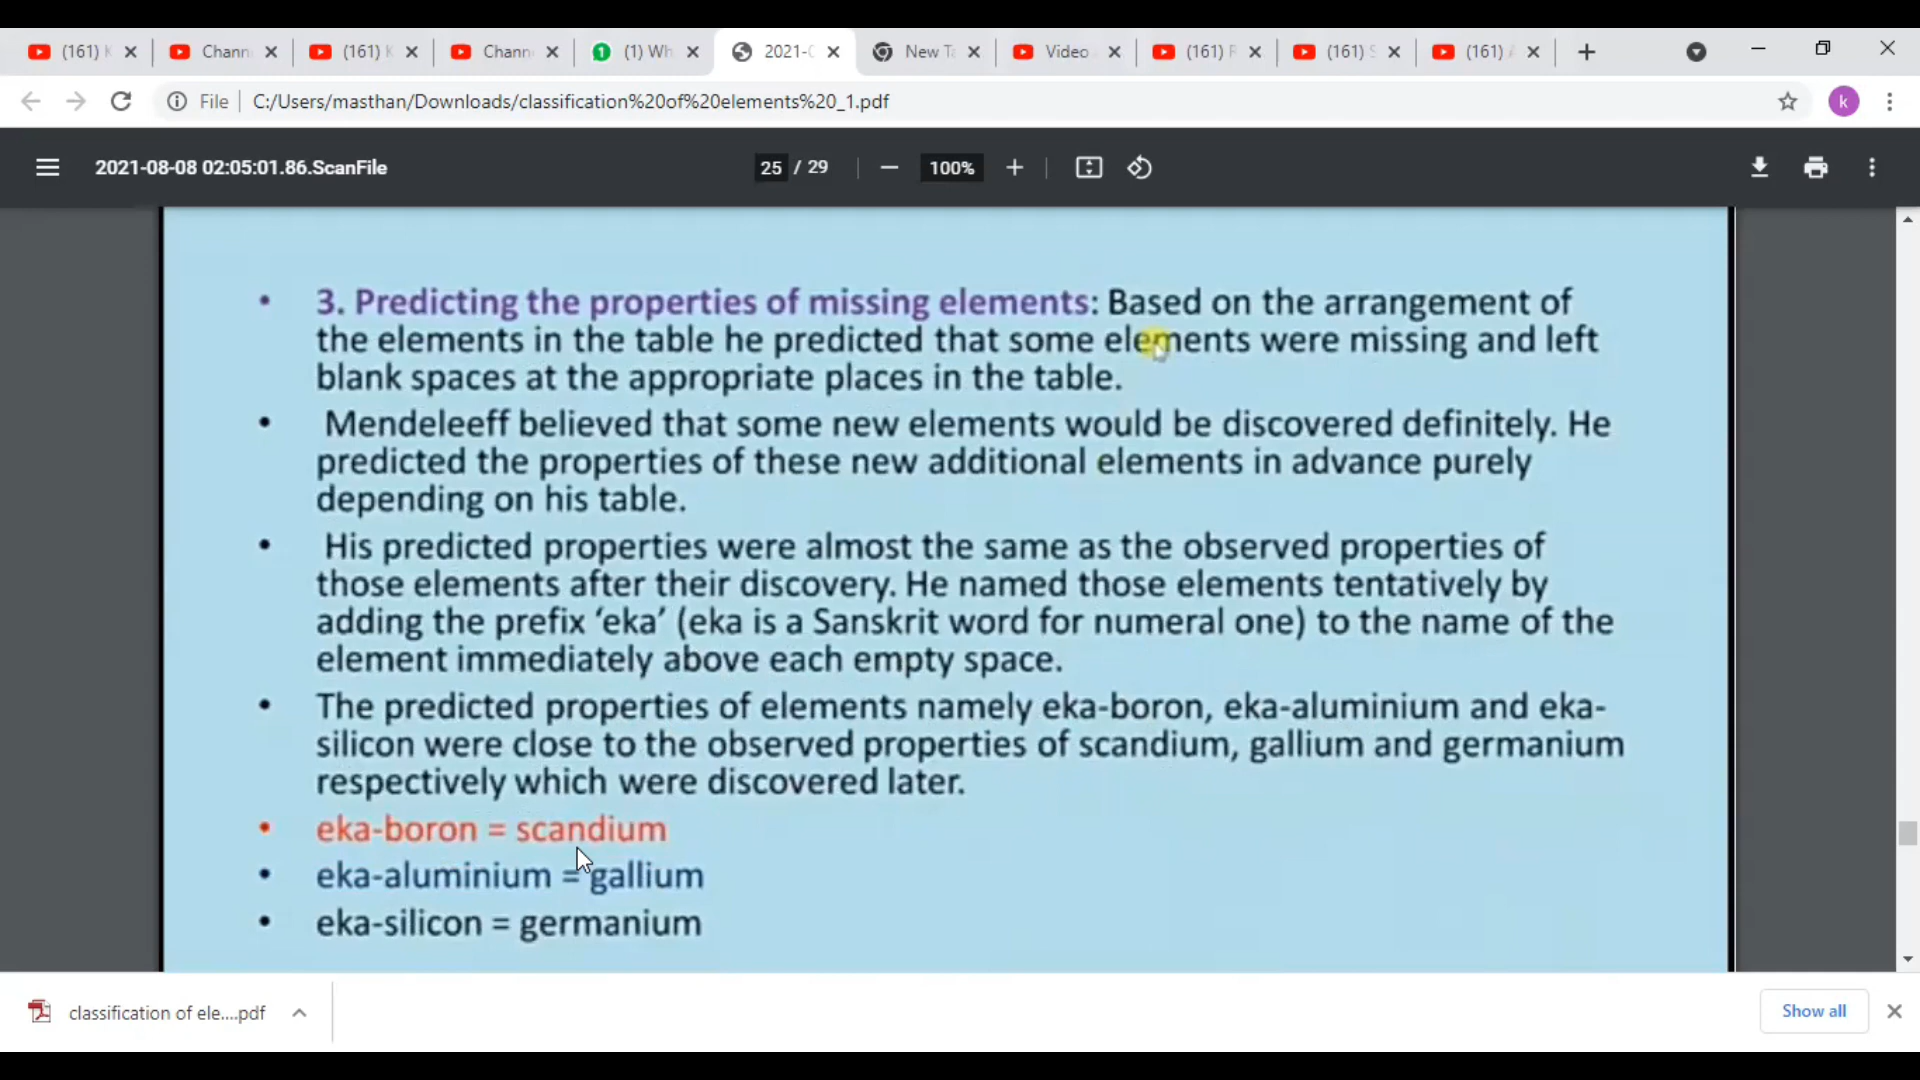 (161) K
Chann
(161) K
Chann
(1) Wh
2021-0
New Ta
Video
(161) F
(161) S
(161)
File
C:/Users/masthan/Downloads/classification%20of%20elements%20_1.pdf
k
2021-08-08 02:05:01.86.ScanFile
25 / 29
100%
• 3. Predicting the properties of missing elements: Based on the arrangement of
the elements in the table he predicted that some elements were missing and left
blank spaces at the appropriate places in the table.
• Mendeleeff believed that some new elements would be discovered definitely. He
predicted the properties of these new additional elements in advance purely
depending on his table.
• His predicted properties were almost the same as the observed properties of
those elements after their discovery. He named those elements tentatively by
adding the prefix ‘eka’ (eka is a Sanskrit word for numeral one) to the name of the
element immediately above each empty space.
• The predicted properties of elements namely eka-boron, eka-aluminium and eka-
silicon were close to the observed properties of scandium, gallium and germanium
respectively which were discovered later.
• eka-boron = scandium
• eka-aluminium = gallium
• eka-silicon = germanium
classification of ele....pdf
Show all